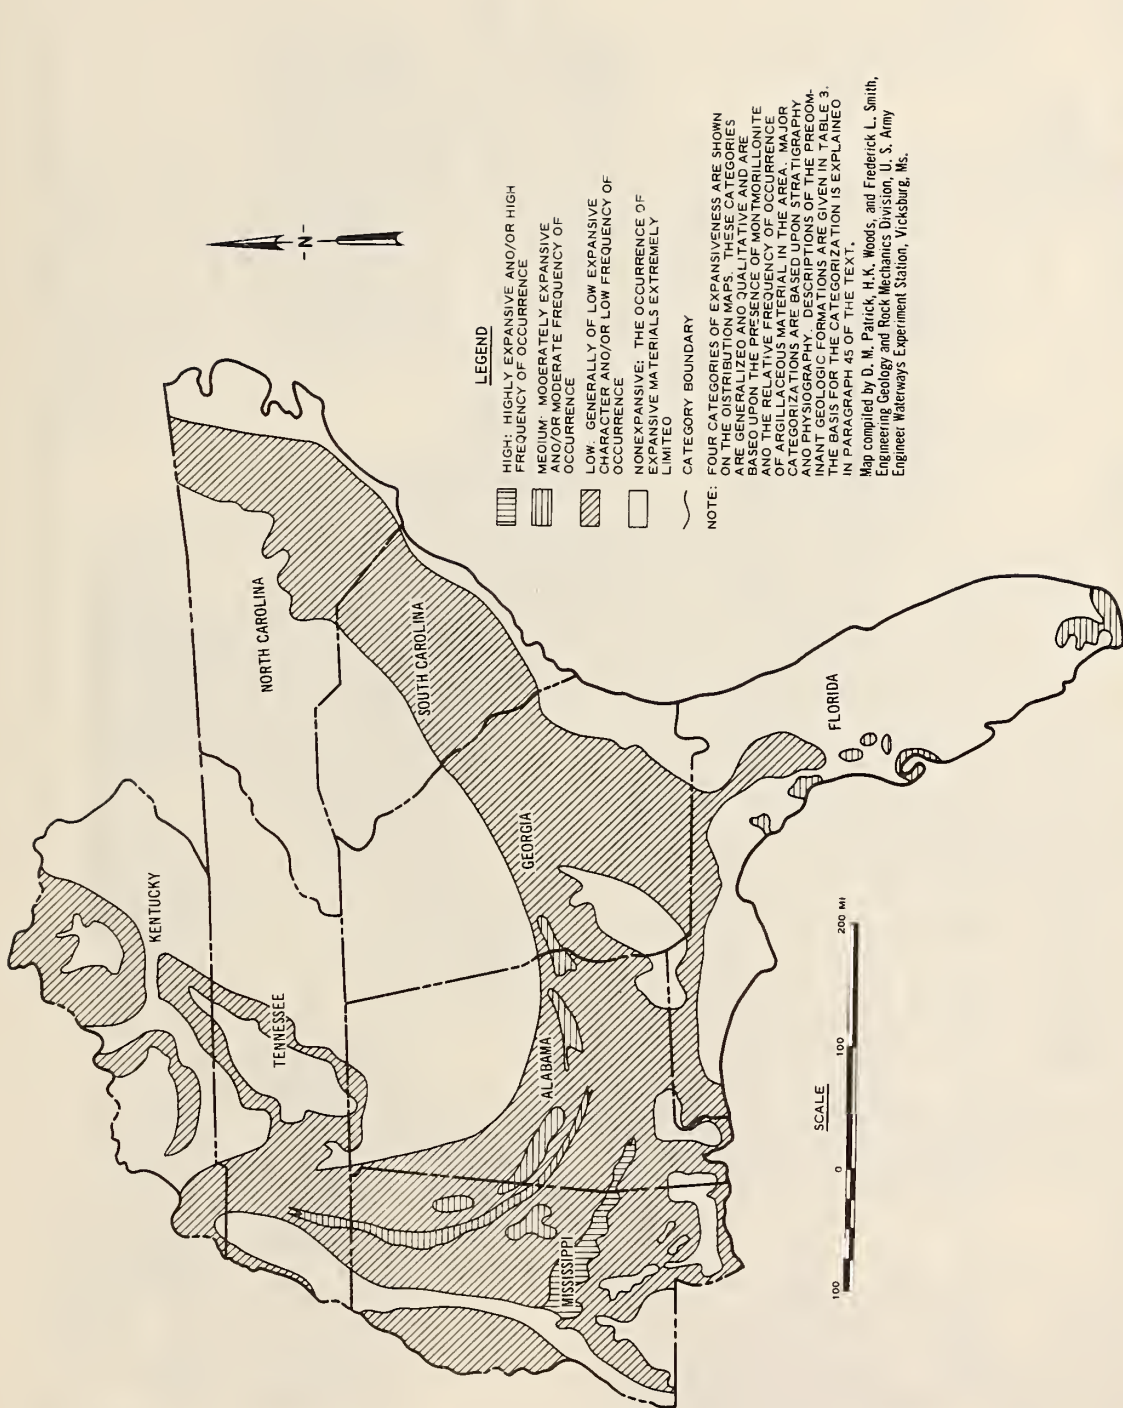 -N-
LEGEND
HIGH: HIGHLY EXPANSIVE AND/OR HIGH
FREQUENCY OF OCCURRENCE
MEDIUM: MODERATELY EXPANSIVE
AND/OR MODERATE FREQUENCY OF
OCCURRENCE
LOW: GENERALLY OF LOW EXPANSIVE
CHARACTER AND/OR LOW FREQUENCY OF
OCCURRENCE
NONEXPANSIVE: THE OCCURRENCE OF
EXPANSIVE MATERIALS EXTREMELY
LIMITED
CATEGORY BOUNDARY
NOTE: FOUR CATEGORIES OF EXPANSIVENESS ARE SHOWN
ON THE DISTRIBUTION MAPS. THESE CATEGORIES
ARE GENERALIZED AND QUALITATIVE AND ARE
BASED UPON THE PRESENCE OF MONTMORILLONITE
AND THE RELATIVE FREQUENCY OF OCCURRENCE
OF ARGILLACEOUS MATERIAL IN THE AREA. MAJOR
CATEGORIZATIONS ARE BASED UPON STRATIGRAPHY
AND PHYSIOGRAPHY. DESCRIPTIONS OF THE PREDOM-
INANT GEOLOGIC FORMATIONS ARE GIVEN IN TABLE 3.
THE BASIS FOR THE CATEGORIZATION IS EXPLAINED
IN PARAGRAPH 45 OF THE TEXT.
Map compiled by D. M. Patrick, H.K. Woods, and Frederick L. Smith,
Engineering Geology and Rock Mechanics Division, U. S. Army
Engineer Waterways Experiment Station, Vicksburg, Ms.
KENTUCKY
NORTH CAROLINA
TENNESSEE
SOUTH CAROLINA
GEORGIA
ALABAMA
MISSISSIPPI
FLORIDA
SCALE
100 0 100 200 MI